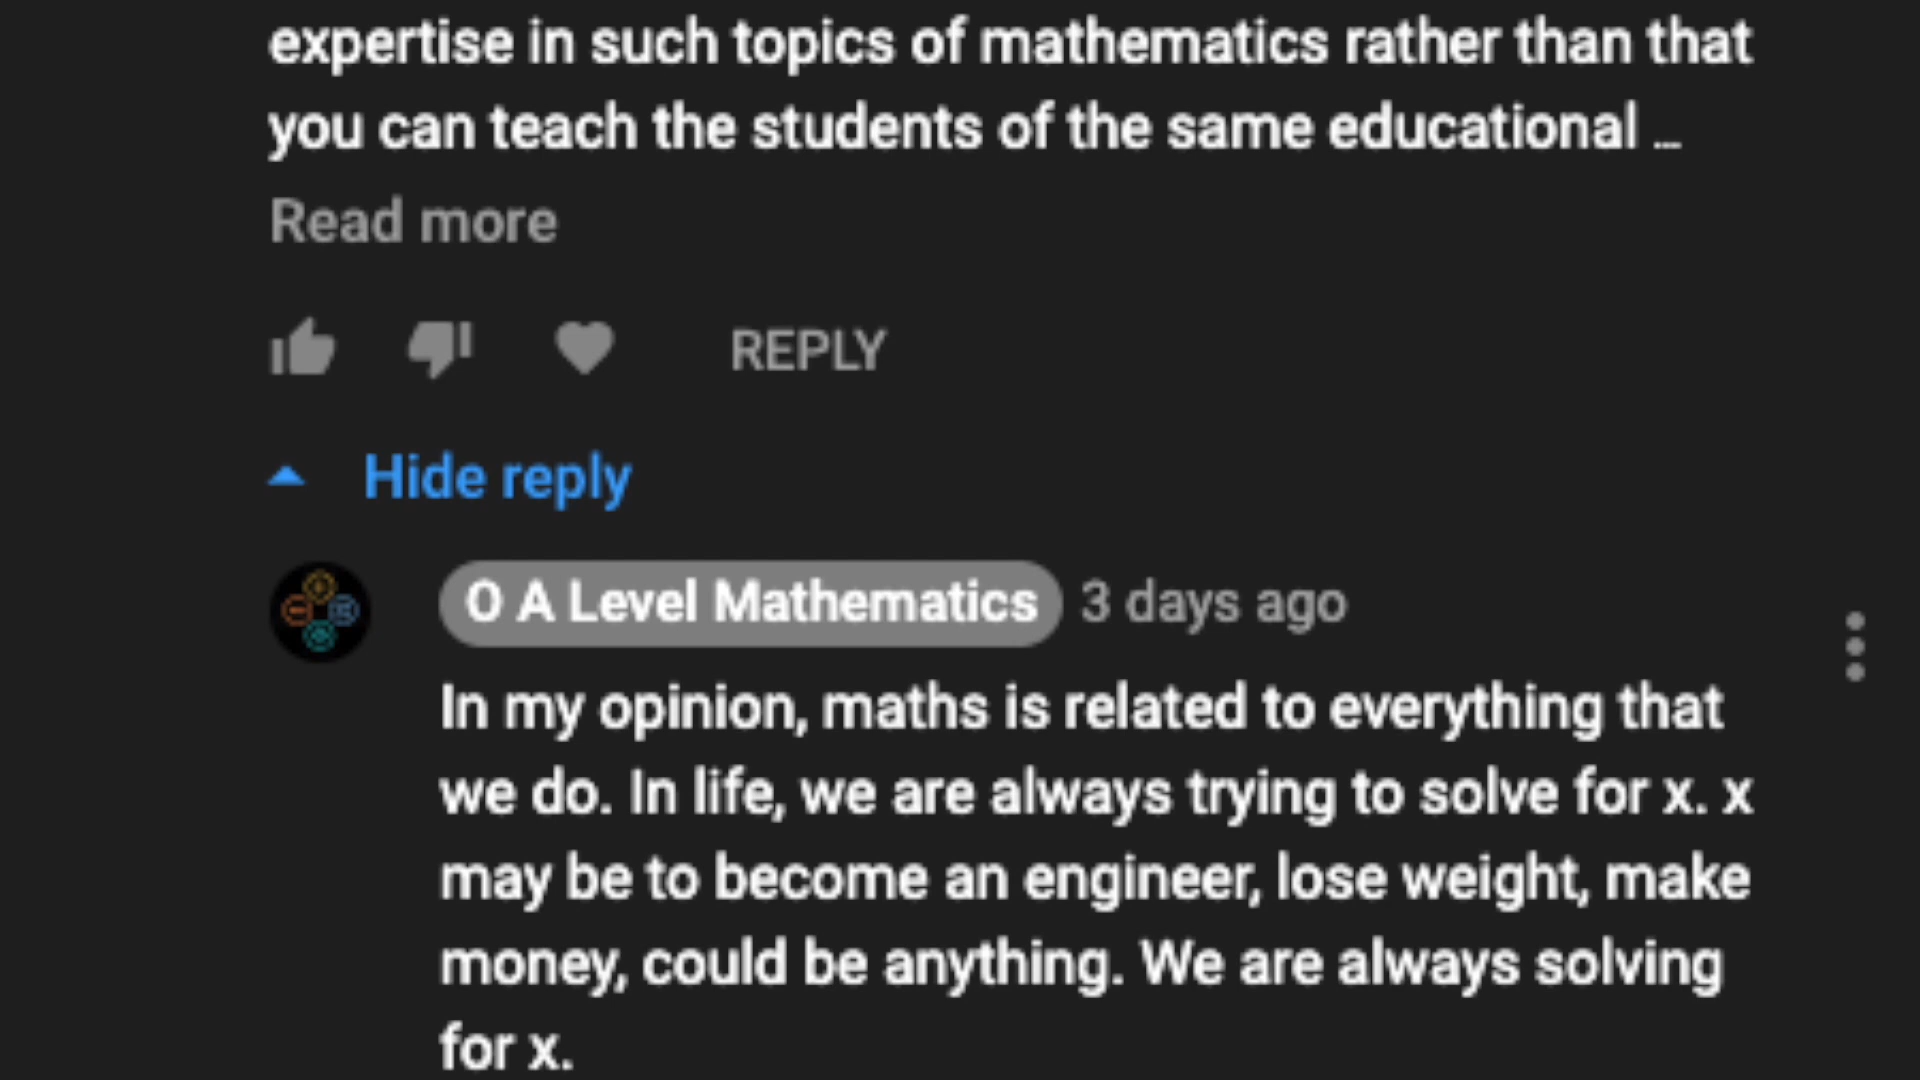 expertise in such topics of mathematics rather than that
you can teach the students of the same educational ...
Read more
REPLY
Hide reply
O A Level Mathematics 3 days ago
In my opinion, maths is related to everything that
we do. In life, we are always trying to solve for x. x
may be to become an engineer, lose weight, make
money, could be anything. We are always solving
for x.